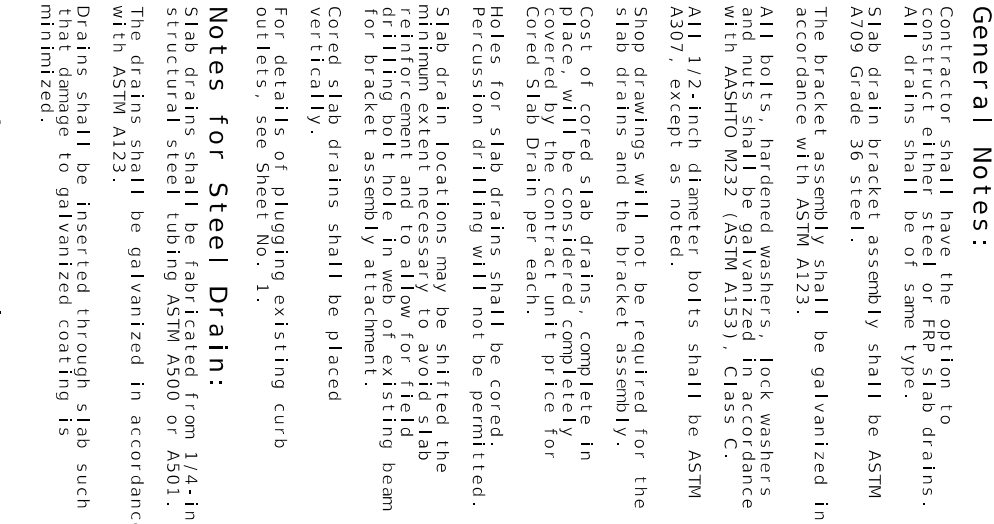 General Notes:
Contractor shall have the option to
construct either steel or FRP slab drains.
All drains shall be of same type.
Slab drain bracket assembly shall be ASTM
A709 Grade 36 steel.
The bracket assembly shall be galvanized in
accordance with ASTM A123.
All bolts, hardened washers, lock washers
and nuts shall be galvanized in accordance
with AASHTO M232 (ASTM A153), Class C.
All 1/2-inch diameter bolts shall be ASTM
A307, except as noted.
Shop drawings will not be required for the
slab drains and the bracket assembly.
Cost of cored slab drains, complete in
place, will be considered completely
covered by the contract unit price for
Cored Slab Drain per each.
Holes for slab drains shall be cored.
Percussion drilling will not be permitted.
Slab drain locations may be shifted the
minimum extent necessary to avoid slab
reinforcement and to allow for field
drilling bolt hole in web of existing beam
for bracket assembly attachment.
Cored slab drains shall be placed
vertically.
For details of plugging existing curb
outlets, see Sheet No. 1.
Notes for Steel Drain:
Slab drains shall be fabricated from 1/4-in
structural steel tubing ASTM A500 or A501.
The drains shall be galvanized in accordanc
with ASTM A123.
Drains shall be inserted through slab such
that damage to galvanized coating is
minimized.